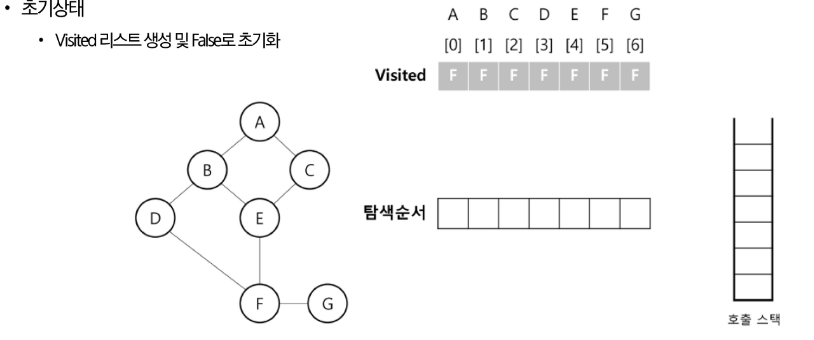 • 초기상태
• Visited 리스트 생성 및 False로 초기화
A B C D E F G
[0] [1] [2] [3] [4] [5] [6]
Visited F F F F F F F
A
B C
D E
탐색순서
F G
호출 스택